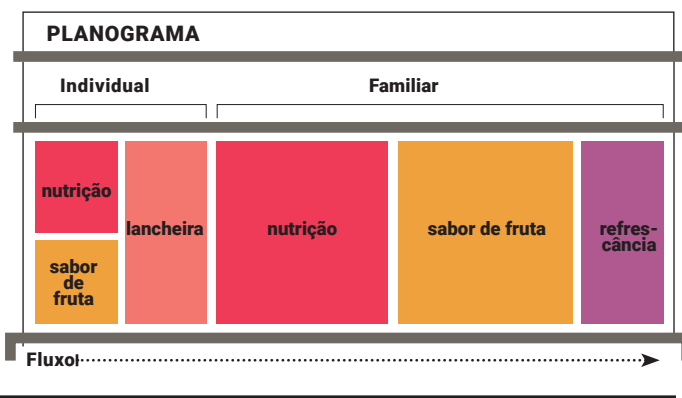 PLANOGRAMA
Individual
Familiar
nutrição
sabor
de
fruta
lancheira
nutrição
sabor de fruta
refres-
cância
Fluxo